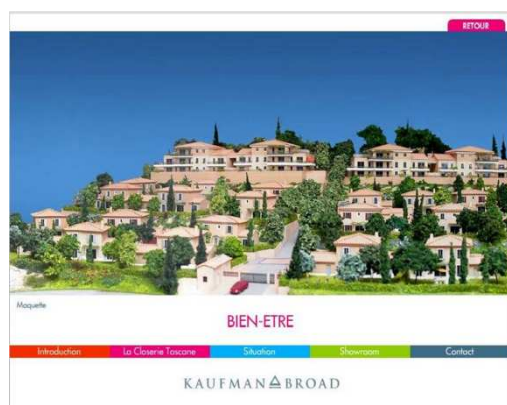 RETOUR
Maquette
BIEN-ETRE
Introduction
La Closerie Toscane
Situation
Showroom
Contact
KAUFMAN BROAD